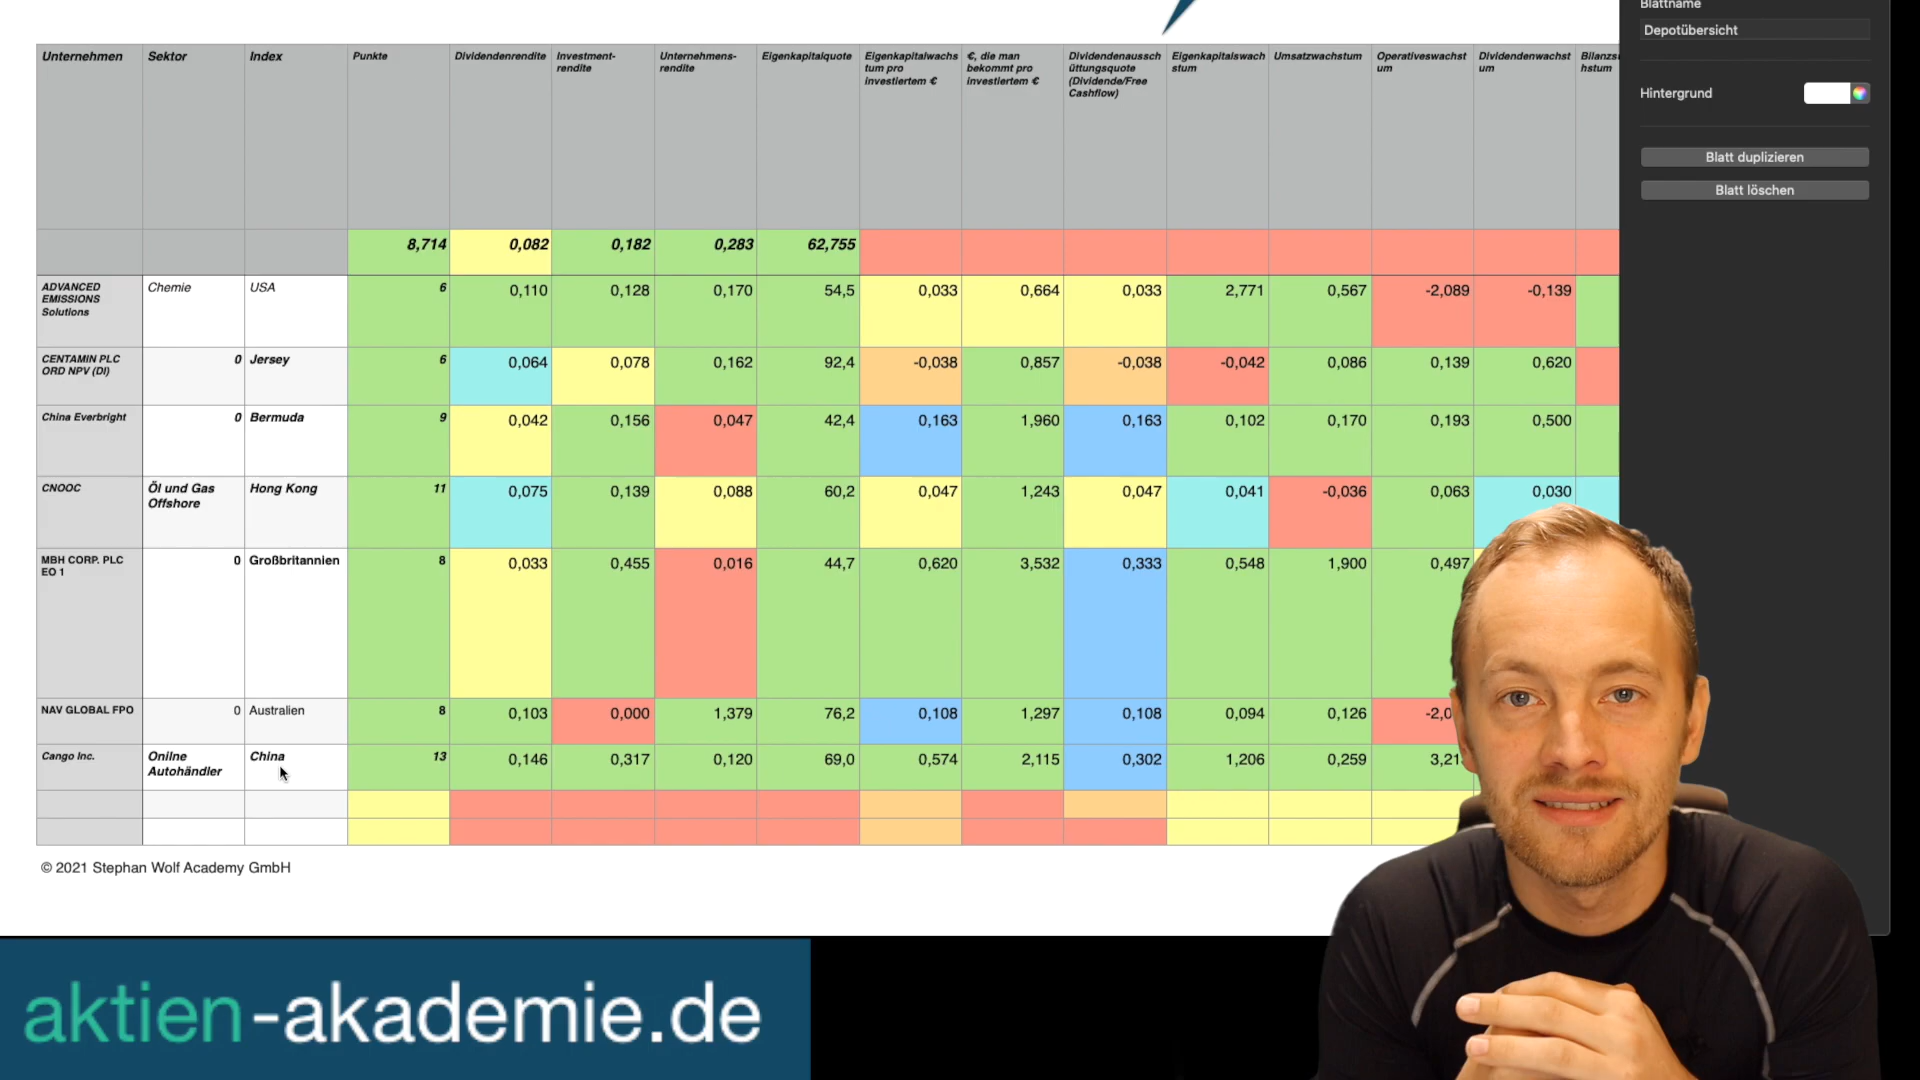 Blattname
Depotübersicht
Hintergrund
Blatt duplizieren
Blatt löschen
Unternehmen Sektor Index Punkte Dividendenrendite Investment- Unternehmens- Eigenkapitalquote Eigenkapitalwachs €, die man Dividendenaussch Eigenkapitalswach Umsatzwachstum Operativeswachst Dividendenwachst
rendite rendite tum pro bekommt pro üttungsquote stum um um hstum
investiertem € investiertem € (Dividende/Free
Cashflow)
8,714 0,082 0,182 0,283 62,755
ADVANCED Chemie USA 6 0,110 0,128 0,170 54,5 0,033 0,664 0,033 2,771 0,567 -2,089 -0,139
EMISSIONS
Solutions
CENTAMIN PLC 0 Jersey 6 0,064 0,078 0,162 92,4 -0,038 0,857 -0,038 -0,042 0,086 0,139 0,620
ORD NPV (DI)
China Everbright 0 Bermuda 9 0,042 0,156 0,047 42,4 0,163 1,960 0,163 0,102 0,170 0,193 0,500
CNOOC Öl und Gas Hong Kong 11 0,075 0,139 0,088 60,2 0,047 1,243 0,047 0,041 -0,036 0,063 0,030
Offshore
MBH CORP. PLC 0 Großbritannien 8 0,033 0,455 0,016 44,7 0,620 3,532 0,333 0,548 1,900 0,497
EO 1
NAV GLOBAL FPO 0 Australien 8 0,103 0,000 1,379 76,2 0,108 1,297 0,108 0,094 0,126 -2,0
Cango Inc. Onilne China 13 0,146 0,317 0,120 69,0 0,574 2,115 0,302 1,206 0,259 3,21
Autohändler
© 2021 Stephan Wolf Academy GmbH
aktien-akademie.de